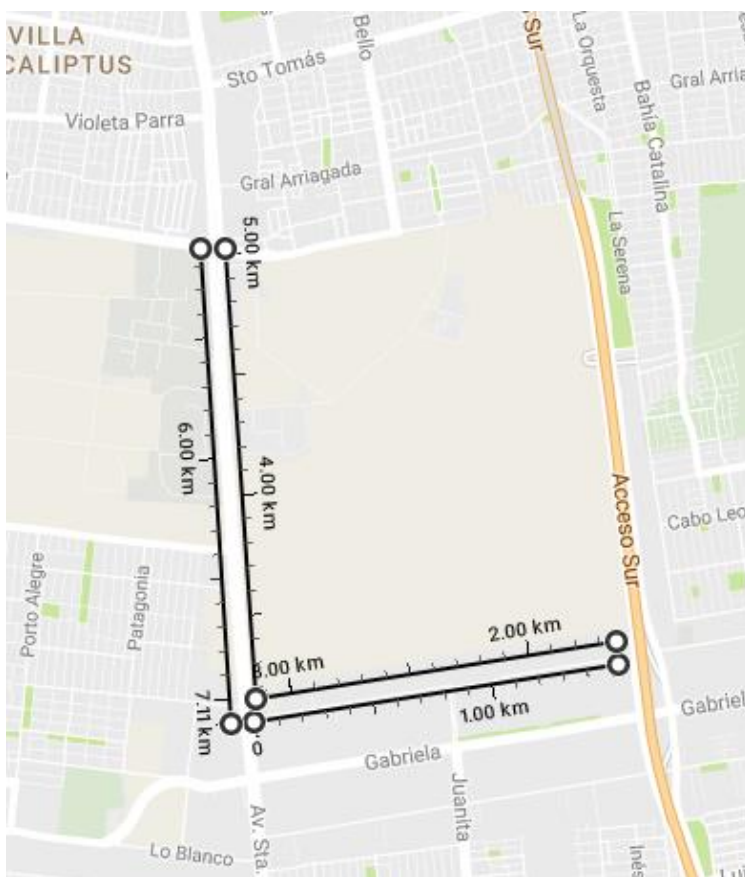 VILLA
CALIPTUS
Sto Tomás
Bello
Sur
La Orquesta
Gral Arria
Bahía Catalina
Violeta Parra
Gral Arriagada
La Serena
5.00 km
6.00 km
4.00 km
Acceso Sur
Cabo Leo
Porto Alegre
Patagonia
2.00 km
3.00 km
7.11 km
0
1.00 km
Gabriel
Gabriela
Juanita
Av. Sta.
Lo Blanco
Inés
Lui